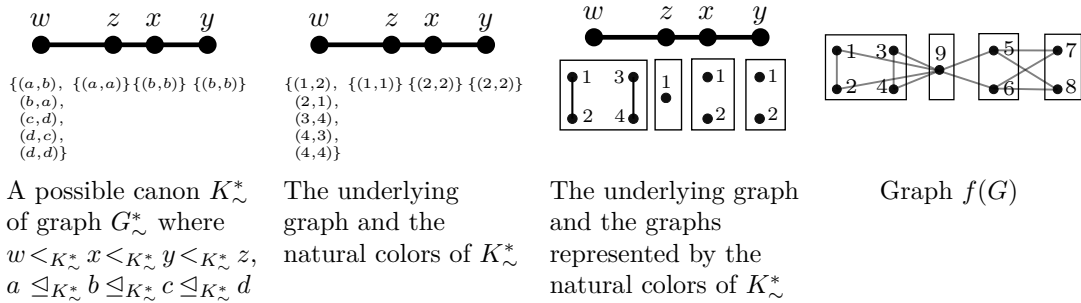 w z x y
{(a,b), {(a,a)}{(b,b)} {(b,b)}
(b,a),
(c,d),
(d,c),
(d,d)}
A possible canon K*∼
of graph G*∼ where
w <K*∼ x <K*∼ y <K*∼ z,
a ⊴K*∼ b ⊴K*∼ c ⊴K*∼ d
w z x y
{(1,2), {(1,1)} {(2,2)} {(2,2)}
(2,1),
(3,4),
(4,3),
(4,4)}
The underlying
graph and the
natural colors of K*∼
w z x y
1 3 1 1 1
2 4 2 2
The underlying graph
and the graphs
represented by the
natural colors of K*∼
1 3 9 5 7
2 4 6 8
Graph f(G)